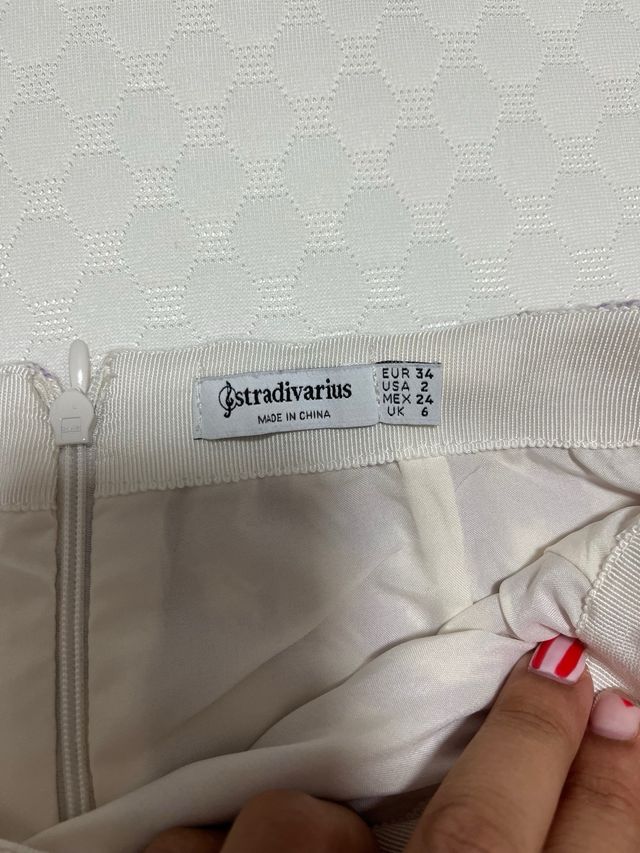 stradivarius
MADE IN CHINA
EUR 34
USA 2
MEX 24
UK 6